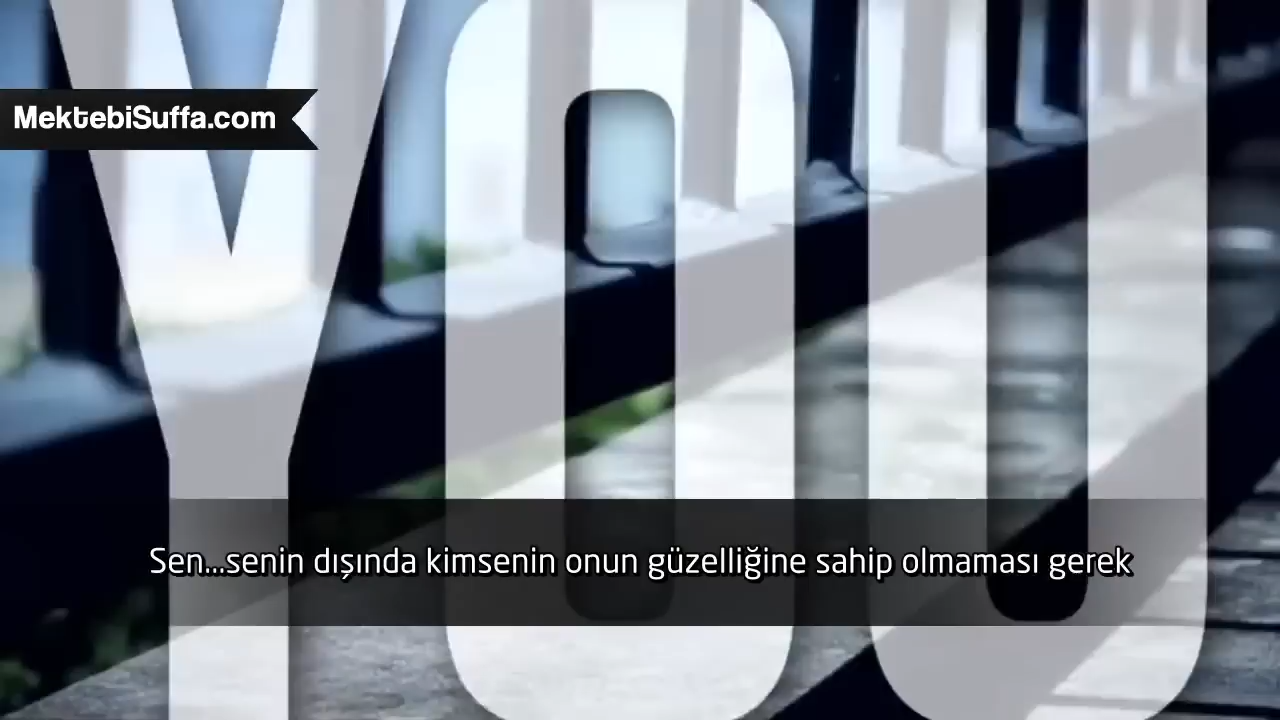 YOU
MektebiSuffa.com
Sen...senin dışında kimsenin onun güzelliğine sahip olmaması gerek